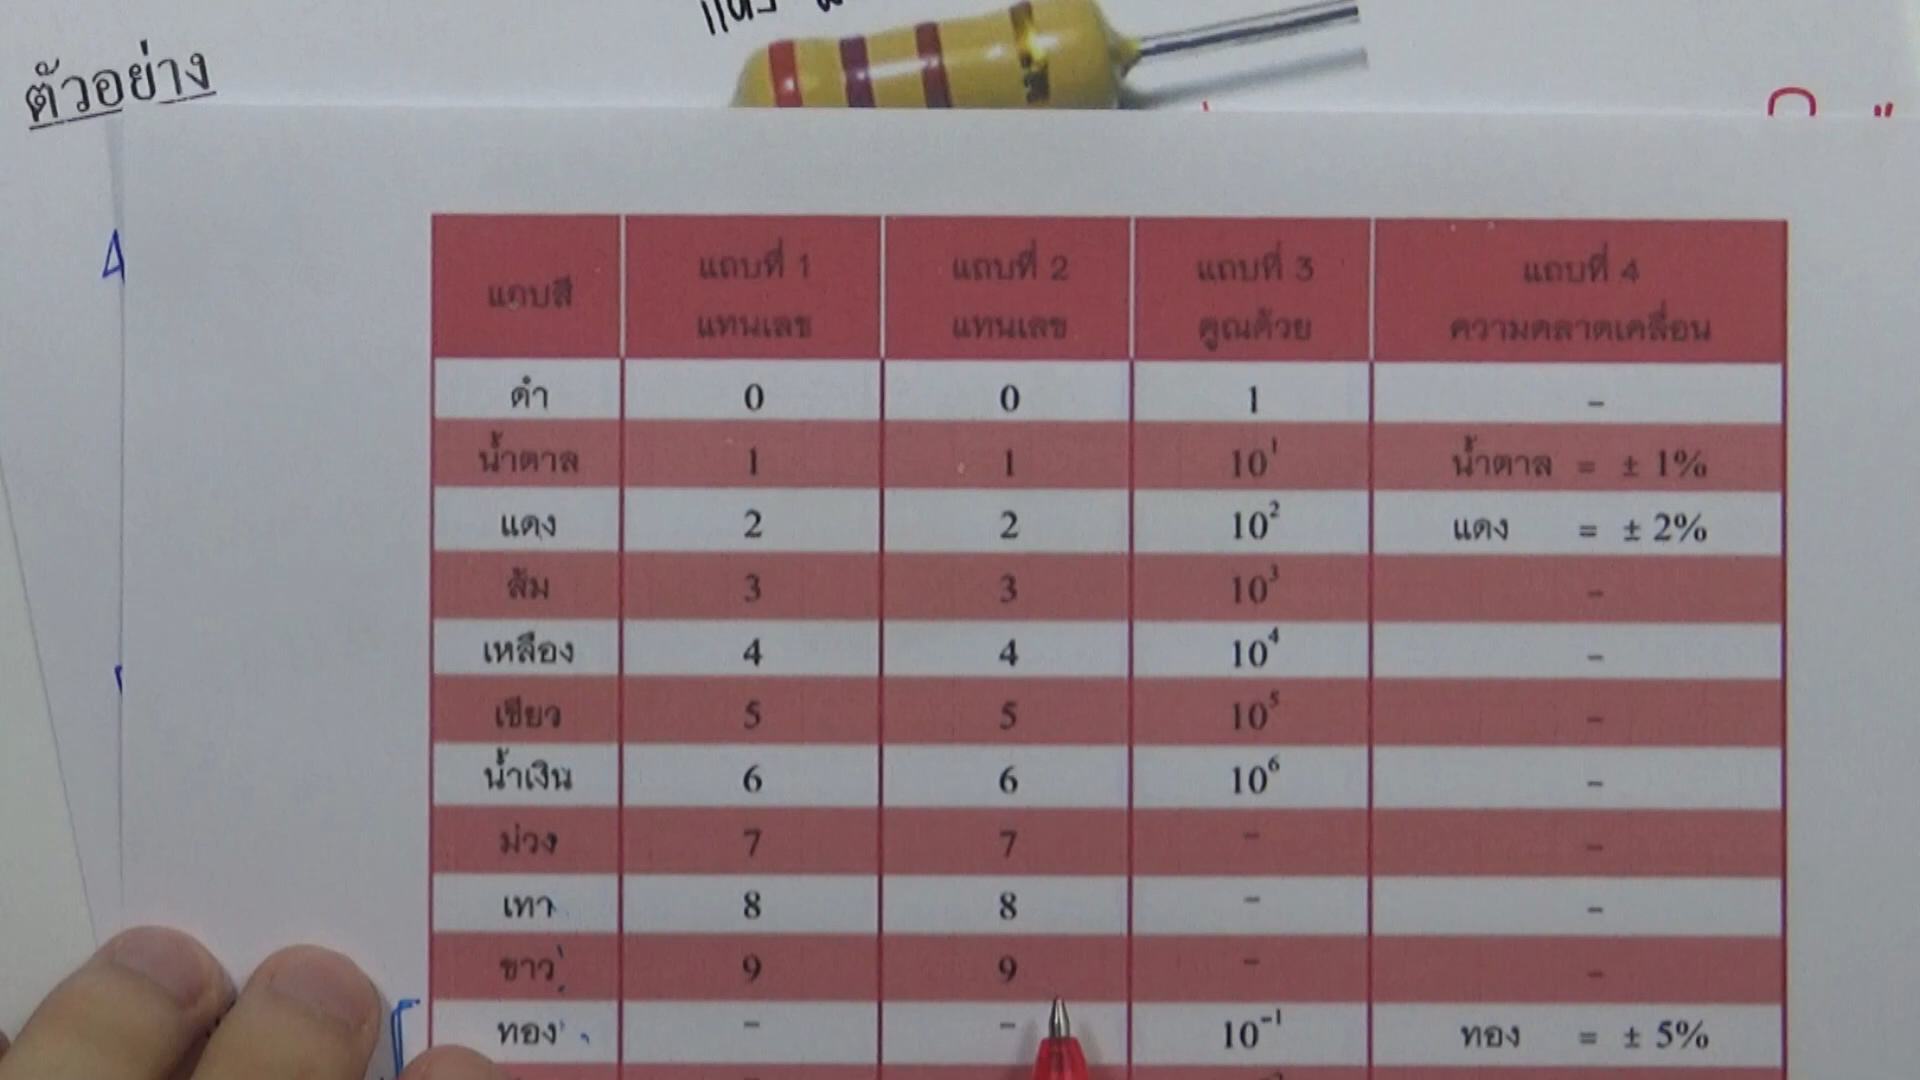 ตัวอย่าง
แถบสี แถบที่ 1 แทนเลข แถบที่ 2 แทนเลข แถบที่ 3 คูณด้วย แถบที่ 4 ความคลาดเคลื่อน
ดำ 0 0 1 -
น้ำตาล 1 1 10¹ น้ำตาล = ± 1%
แดง 2 2 10² แดง = ± 2%
ส้ม 3 3 10³ -
เหลือง 4 4 10⁴ -
เขียว 5 5 10⁵ -
น้ำเงิน 6 6 10⁶ -
ม่วง 7 7 - -
เทา 8 8 - -
ขาว 9 9 - -
ทอง - - 10⁻¹ ทอง = ± 5%